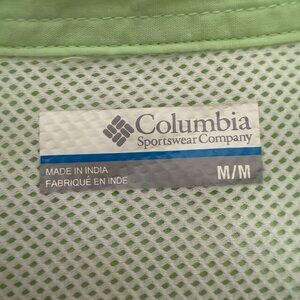 Columbia
Sportswear Company
MADE IN INDIA
FABRIQUÉ EN INDE
M/M